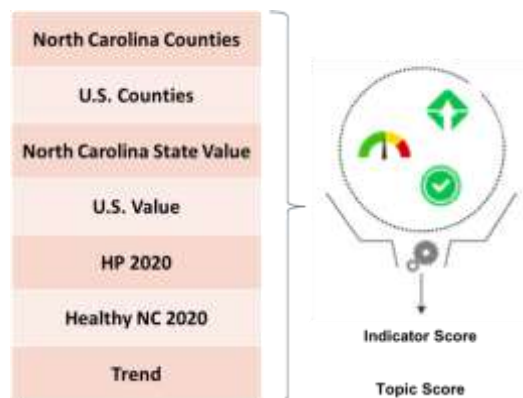 North Carolina Counties
U.S. Counties
North Carolina State Value
U.S. Value
HP 2020
Healthy NC 2020
Trend
Indicator Score
Topic Score